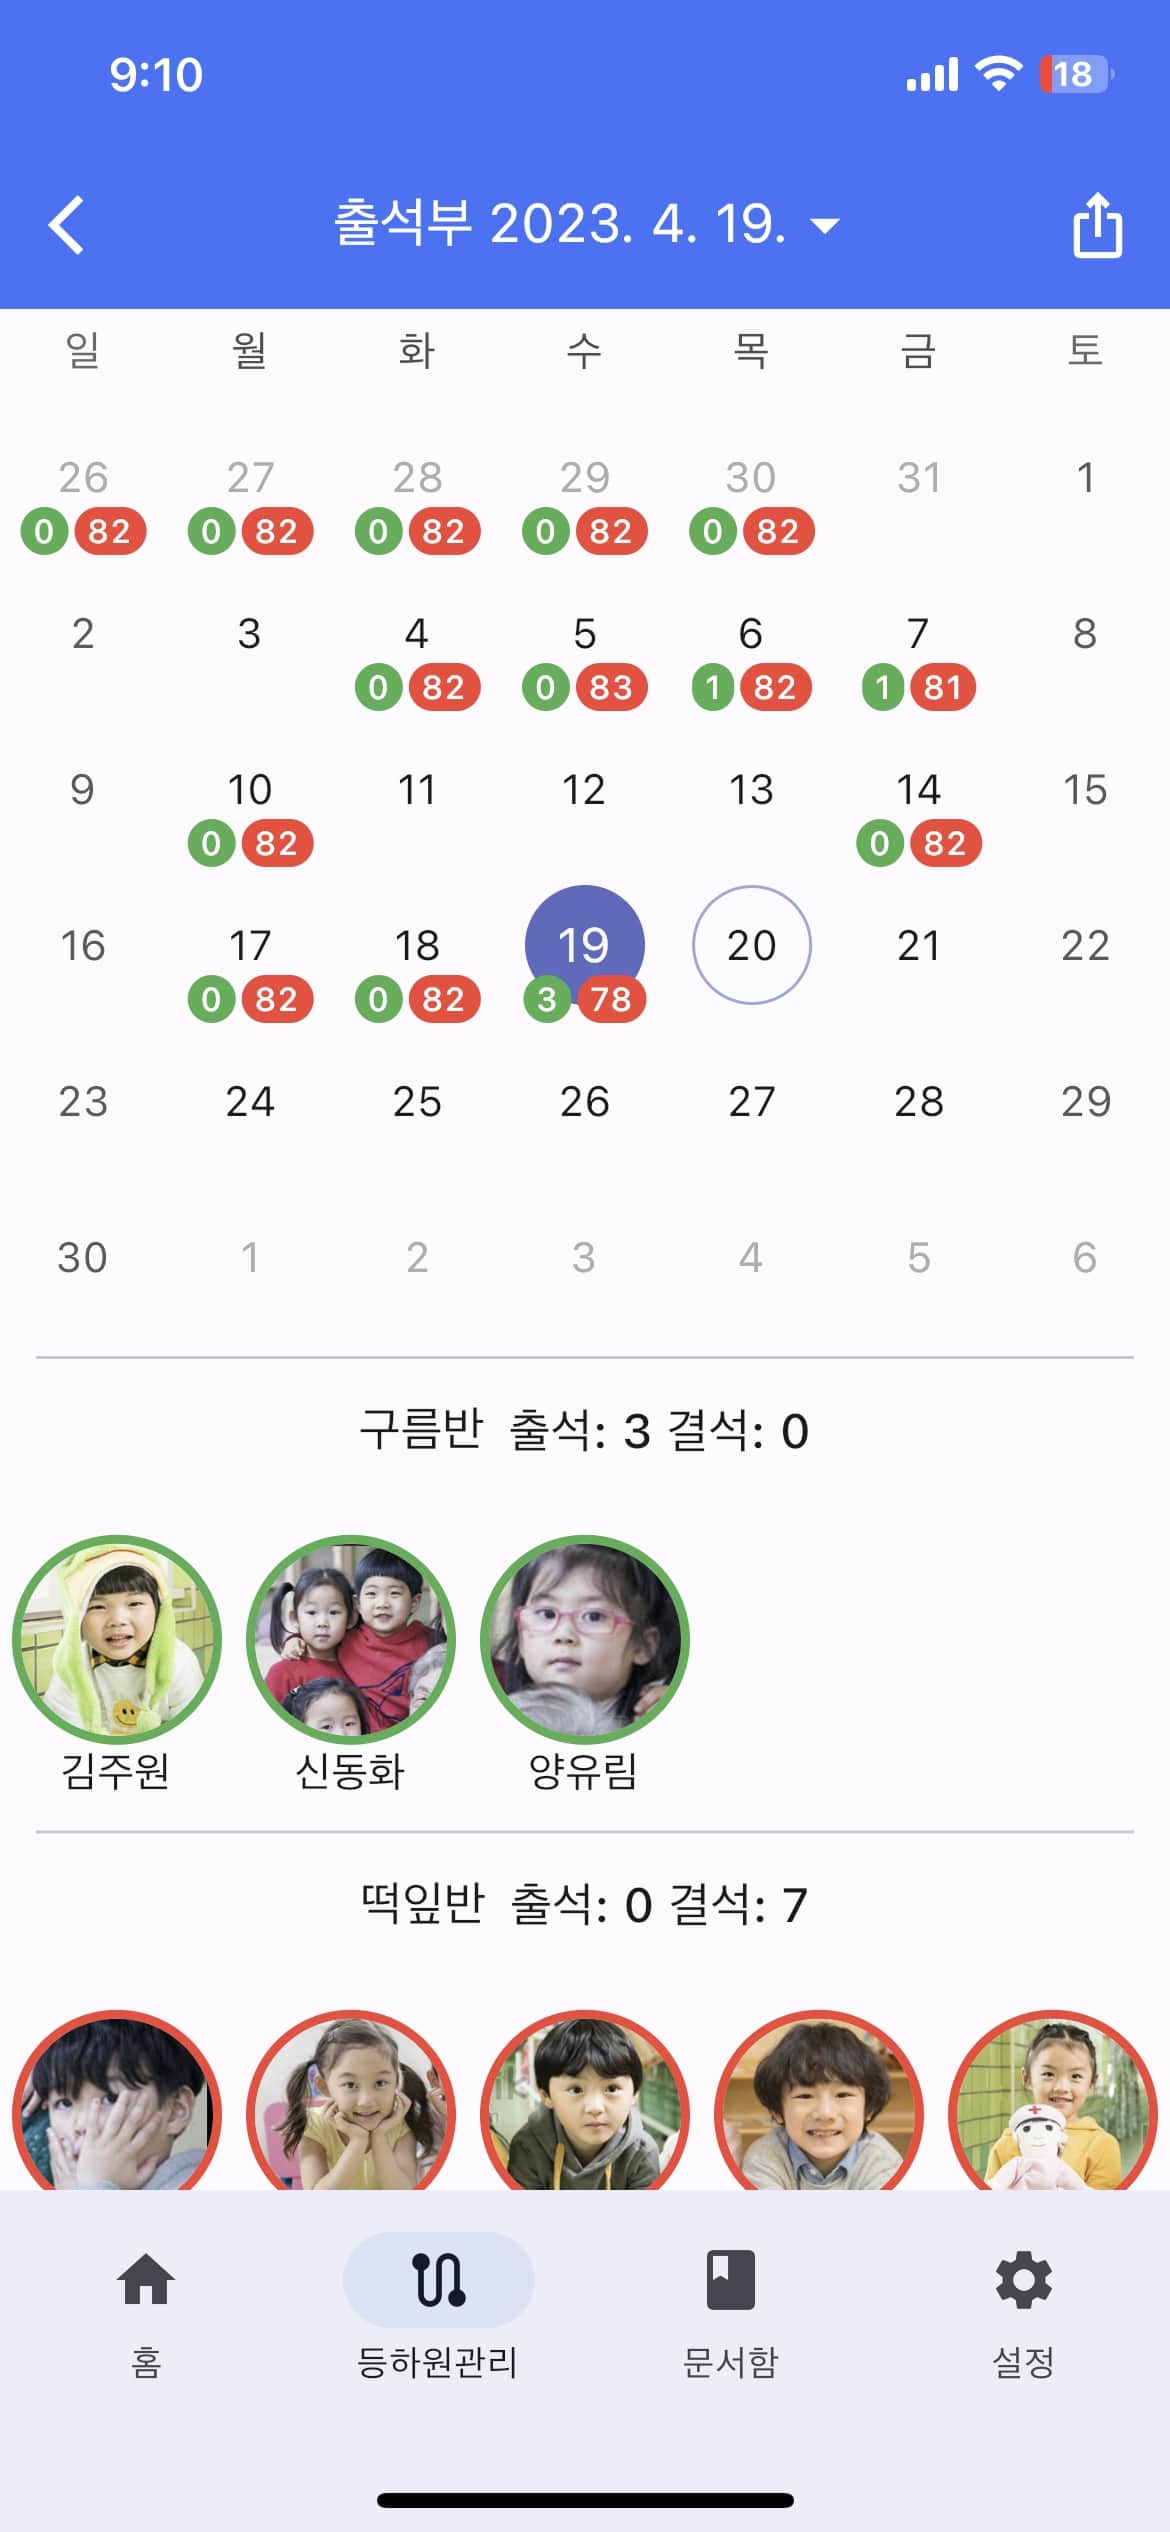 9:10 18
출석부 2023. 4. 19.
일 월 화 수 목 금 토
26 27 28 29 30 31 1
0 82 0 82 0 82 0 82 0 82
2 3 4 5 6 7 8
0 82 0 83 1 82 1 81
9 10 11 12 13 14 15
0 82 0 82
16 17 18 19 20 21 22
0 82 0 82 3 78
23 24 25 26 27 28 29
30 1 2 3 4 5 6
구름반 출석: 3 결석: 0
김주원 신동화 양유림
떡잎반 출석: 0 결석: 7
홈 등하원관리 문서함 설정